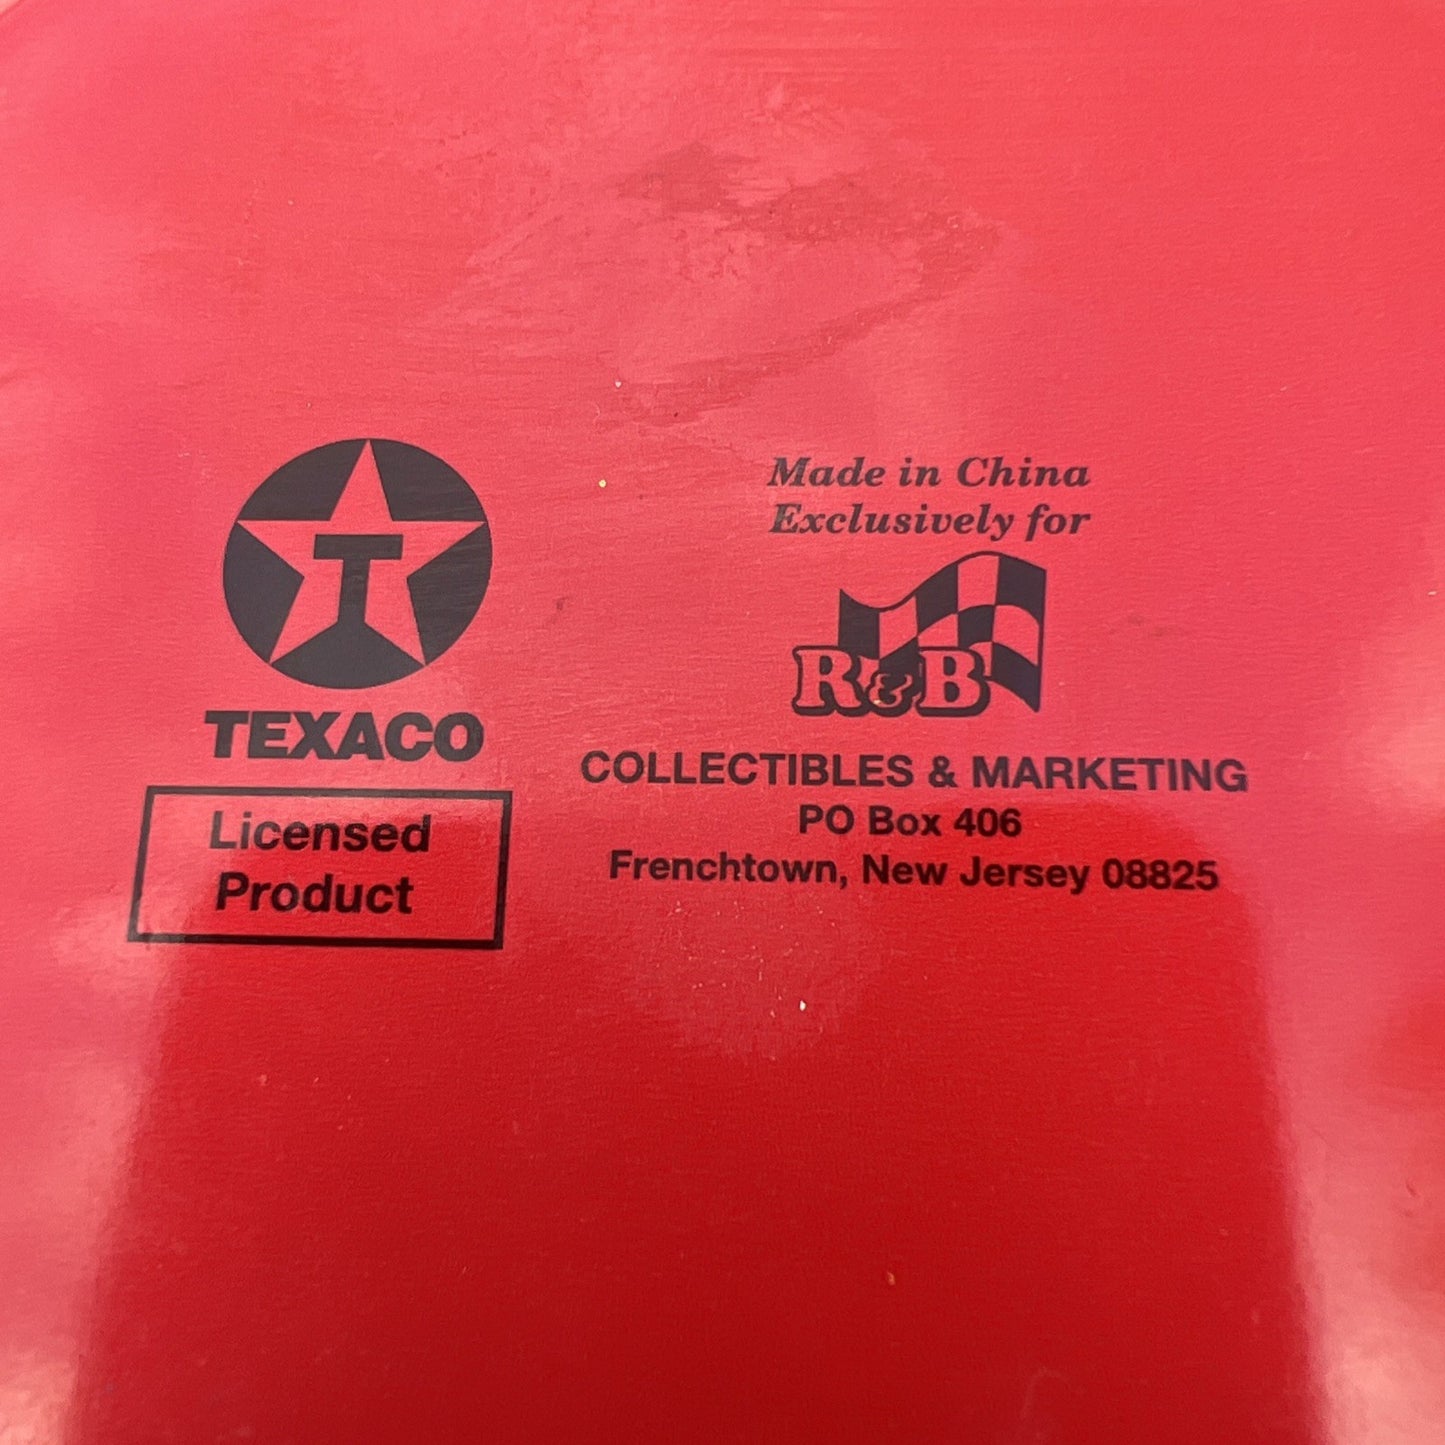 T
TEXACO
Licensed
Product
Made in China
Exclusively for
R&B
COLLECTIBLES & MARKETING
PO Box 406
Frenchtown, New Jersey 08825